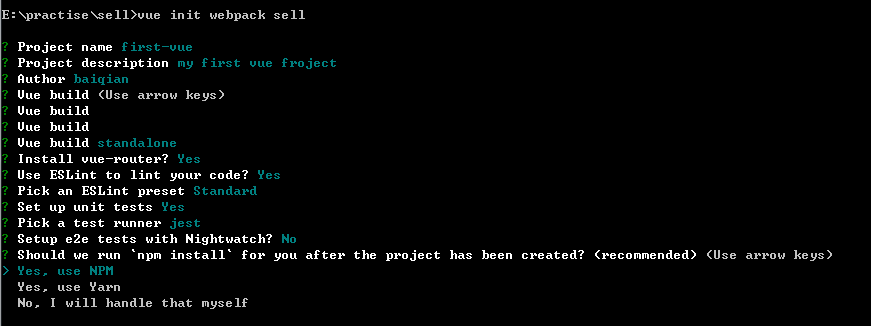 E:\practise\sell>vue init webpack sell
? Project name first-vue
? Project description my first vue froject
? Author baiqian
? Vue build (Use arrow keys)
? Vue build
? Vue build
? Vue build standalone
? Install vue-router? Yes
? Use ESLint to lint your code? Yes
? Pick an ESLint preset Standard
? Set up unit tests Yes
? Pick a test runner jest
? Setup e2e tests with Nightwatch? No
? Should we run `npm install` for you after the project has been created? (recommended) (Use arrow keys)
> Yes, use NPM
Yes, use Yarn
No, I will handle that myself